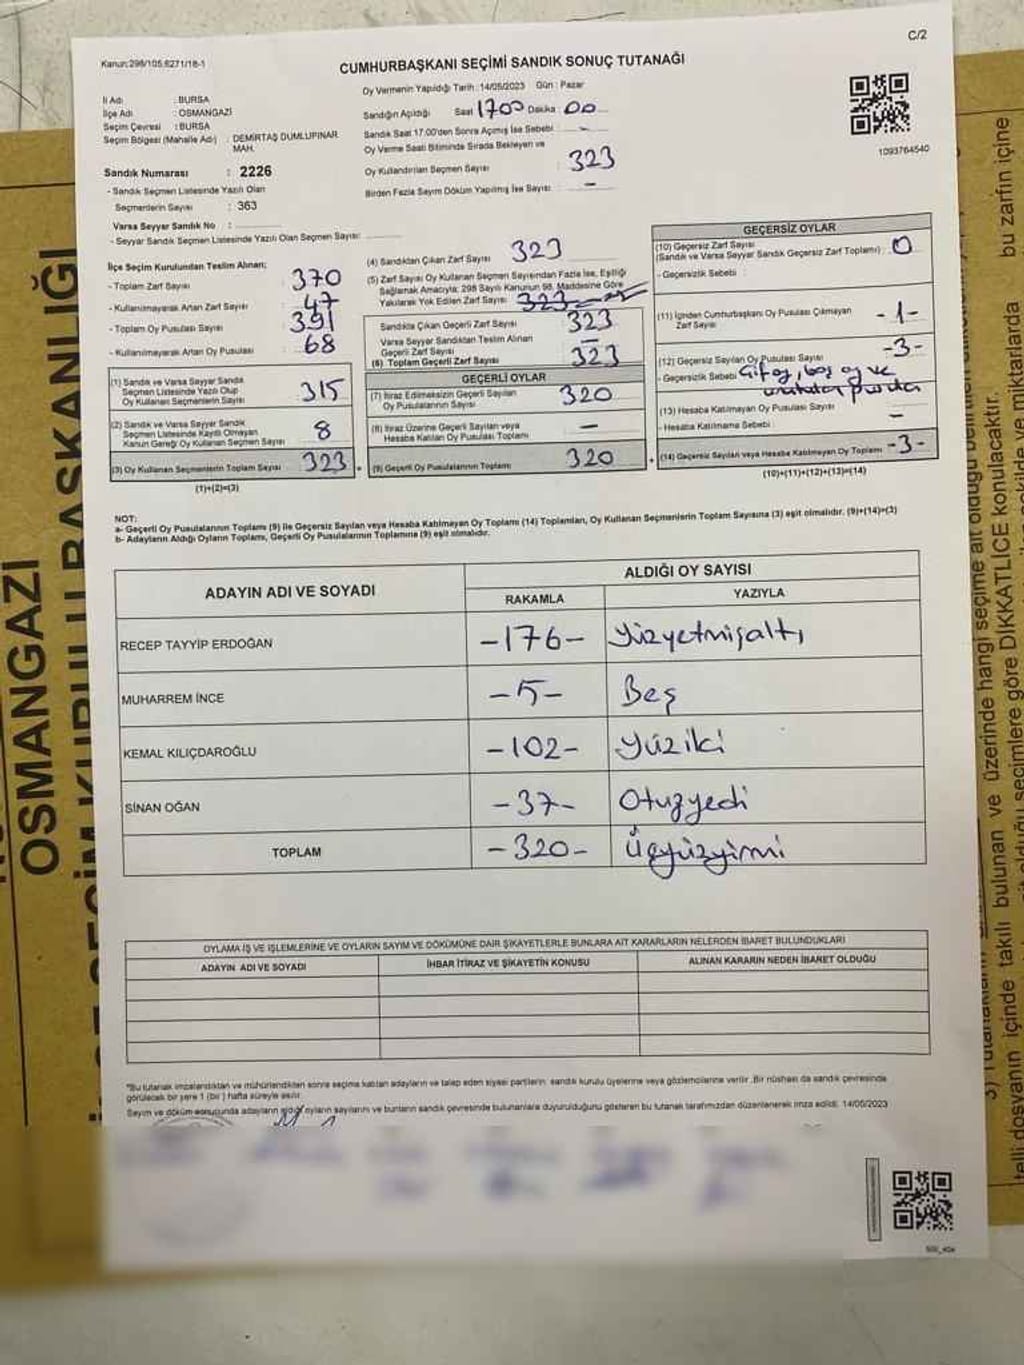 C/2
Kanun:298/105,6271/18-1
CUMHURBAŞKANI SEÇİMİ SANDIK SONUÇ TUTANAĞI
İl Adı : BURSA
İlçe Adı : OSMANGAZİ
Seçim Çevresi : BURSA
Seçim Bölgesi (Mahalle Adı) : DEMİRTAŞ DUMLUPINAR MAH.
Sandık Numarası : 2226
- Sandık Seçmen Listesinde Yazılı Olan
Seçmenlerin Sayısı : 363
Varsa Seyyar Sandık No :
- Seyyar Sandık Seçmen Listesinde Yazılı Olan Seçmen Sayısı:
Oy Vermenin Yapıldığı Tarih :14/05/2023 Gün : Pazar
Sandığın Açıldığı Saat 1700 Dakika : 00
Sandık Saat 17.00'den Sonra Açılmış İse Sebebi : -
Oy Verme Saati Bitiminde Sırada Bekleyen ve
Oy Kullandırılan Seçmen Sayısı : 323
Birden Fazla Sayım Döküm Yapılmış İse Sayısı : -
1093764540
İlçe Seçim Kurulundan Teslim Alınan;
- Toplam Zarf Sayısı 370
- Kullanılmayarak Artan Zarf Sayısı 47
- Toplam Oy Pusulası Sayısı 391
- Kullanılmayarak Artan Oy Pusulası 68
(1) Sandık ve Varsa Seyyar Sandık
Seçmen Listesinde Yazılı Olup
Oy Kullanan Seçmenlerin Sayısı 315
(2) Sandık ve Varsa Seyyar Sandık
Seçmen Listesinde Kayıtlı Olmayan
Kanun Gereği Oy Kullanan Seçmen Sayısı 8
(3) Oy Kullanan Seçmenlerin Toplam Sayısı 323
(1)+(2)=(3)
(4) Sandıktan Çıkan Zarf Sayısı 323
(5) Zarf Sayısı Oy Kullanan Seçmen Sayısından Fazla İse, Eşitliği
Sağlamak Amacıyla; 298 Sayılı Kanunun 98. Maddesine Göre
Yakılarak Yok Edilen Zarf Sayısı 323
Sandıkta Çıkan Geçerli Zarf Sayısı 323
Varsa Seyyar Sandıktan Teslim Alınan
Geçerli Zarf Sayısı -
(6) Toplam Geçerli Zarf Sayısı 323
GEÇERLİ OYLAR
(7) İtiraz Edilmeksizin Geçerli Sayılan
Oy Pusulalarının Sayısı 320
(8) İtiraz Üzerine Geçerli Sayılan veya
Hesaba Katılan Oy Pusulası Toplamı -
(9) Geçerli Oy Pusulalarının Toplamı 320
GEÇERSİZ OYLAR
(10) Geçersiz Zarf Sayısı
(Sandık ve Varsa Seyyar Sandık Geçersiz Zarf Toplamı) : 0
- Geçersizlik Sebebi :
(11) İçinden Cumhurbaşkanı Oy Pusulası Çıkmayan
Zarf Sayısı -1-
(12) Geçersiz Sayılan Oy Pusulası Sayısı -3-
- Geçersizlik Sebebi Çift oy, boş oy ve
(13) Hesaba Katılmayan Oy Pusulası Sayısı -
- Hesaba Katılmama Sebebi :
(14) Geçersiz Sayılan veya Hesaba Katılmayan Oy Toplamı -3-
(10)+(11)+(12)+(13)=(14)
NOT:
a- Geçerli Oy Pusulalarının Toplamı (9) ile Geçersiz Sayılan veya Hesaba Katılmayan Oy Toplamı (14) Toplamları, Oy Kullanan Seçmenlerin Toplam Sayısına (3) eşit olmalıdır. (9)+(14)=(3)
b- Adayların Aldığı Oyların Toplamı, Geçerli Oy Pusulalarının Toplamına (9) eşit olmalıdır.
ADAYIN ADI VE SOYADI
ALDIĞI OY SAYISI
RAKAMLA YAZIYLA
RECEP TAYYİP ERDOĞAN -176- Yüzyetmişaltı
MUHARREM İNCE -5- Beş
KEMAL KILIÇDAROĞLU -102- Yüziki
SİNAN OĞAN -37- Otuzyedi
TOPLAM -320- Üçyüzyirmi
OYLAMA İŞ VE İŞLEMLERİNE VE OYLARIN SAYIM VE DÖKÜMÜNE DAİR ŞİKAYETLERLE BUNLARA AİT KARARLARIN NELERDEN İBARET BULUNDUKLARI
ADAYIN ADI VE SOYADI İHBAR İTİRAZ VE ŞİKAYETİN KONUSU ALINAN KARARIN NEDEN İBARET OLDUĞU
*Bu tutanak imzalandıktan ve mühürlendikten sonra seçime katılan adayların ve talep eden siyasi partilerin sandık kurulu üyelerine veya gözlemcilerine verilir. Bir nüshası da sandık çevresinde
görülecek bir yere 1 (bir) hafta süreyle asılır.
Sayım ve döküm sonucunda adayların aldığı oyların sayılarını ve bunların sandık çevresinde bulunanlara duyurulduğunu gösteren bu tutanak tarafımızdan düzenlenerek imza edildi. 14/05/2023
OSMANGAZİ
bu zarfın içine
telli dosyanın içinde takılı bulunan ve üzerinde hangi seçime ait olduğu
seçimlere göre DİKKATLİCE konulacaktır.